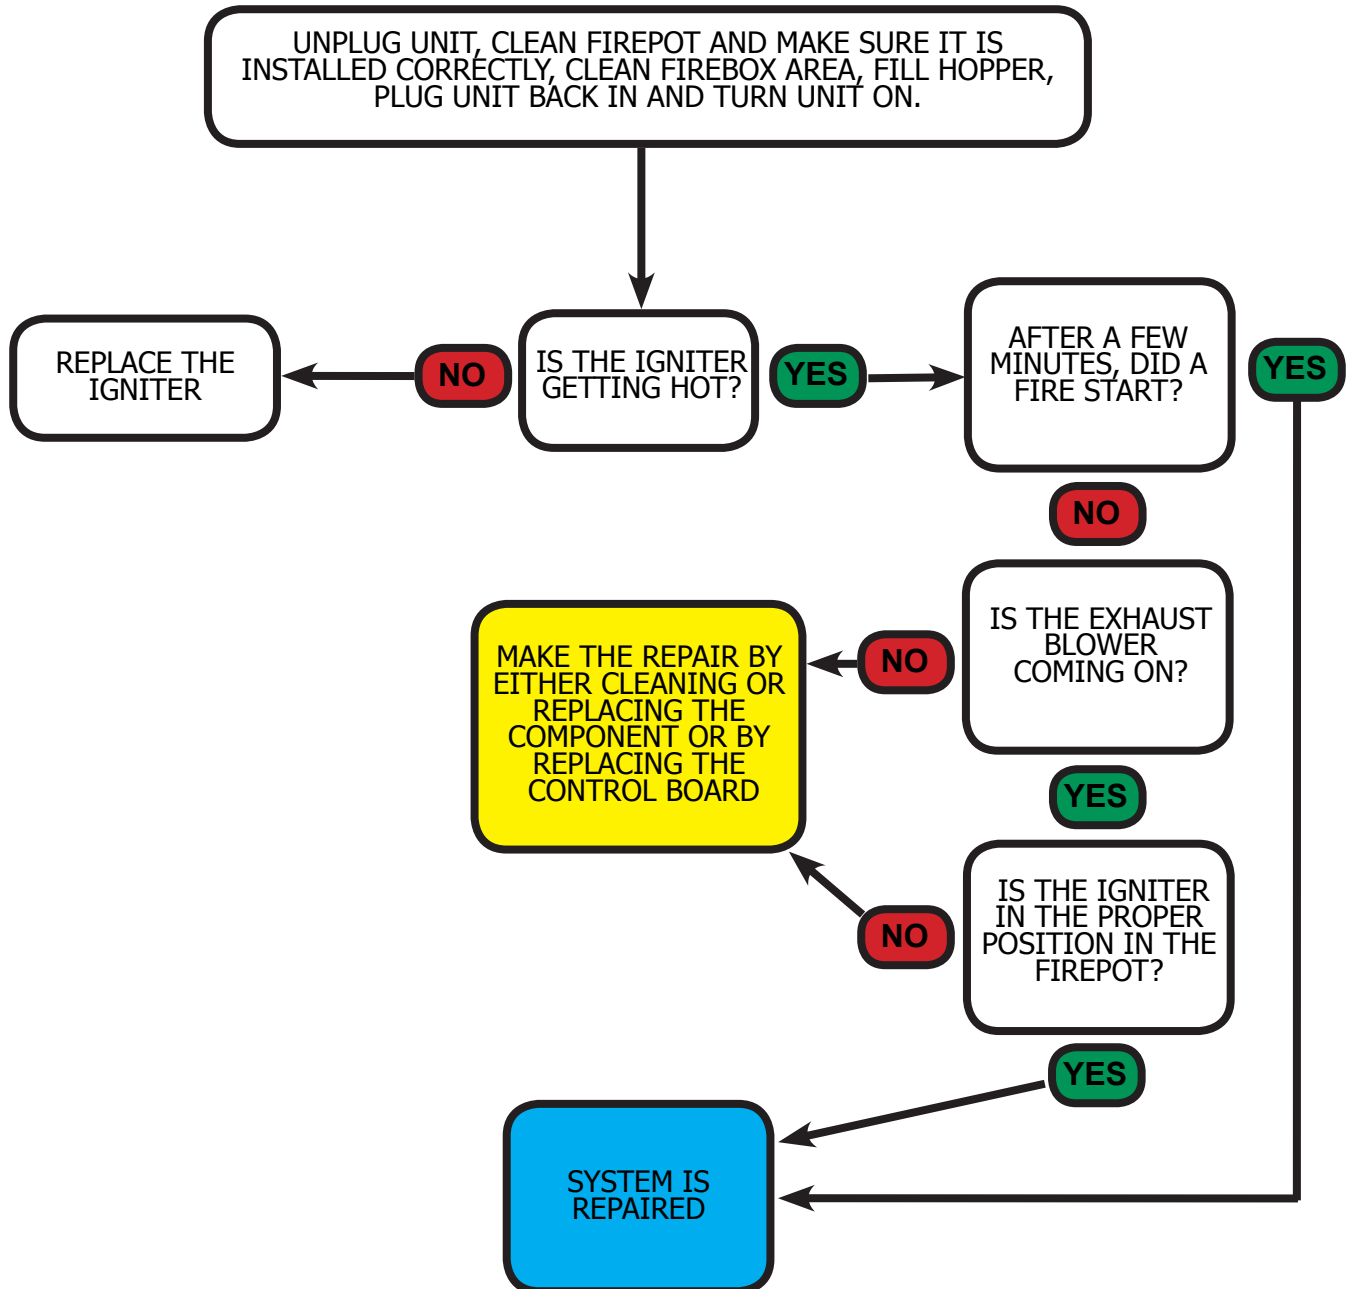 UNPLUG UNIT, CLEAN FIREPOT AND MAKE SURE IT IS
INSTALLED CORRECTLY, CLEAN FIREBOX AREA, FILL HOPPER,
PLUG UNIT BACK IN AND TURN UNIT ON.
REPLACE THE
IGNITER
NO
IS THE IGNITER
GETTING HOT?
YES
AFTER A FEW
MINUTES, DID A
FIRE START?
YES
NO
IS THE EXHAUST
BLOWER
COMING ON?
NO
MAKE THE REPAIR BY
EITHER CLEANING OR
REPLACING THE
COMPONENT OR BY
REPLACING THE
CONTROL BOARD
YES
IS THE IGNITER
IN THE PROPER
POSITION IN THE
FIREPOT?
NO
YES
SYSTEM IS
REPAIRED